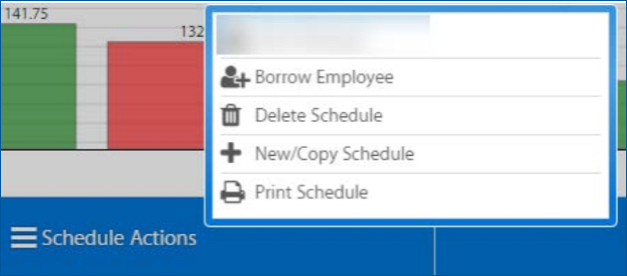 141.75
132
Borrow Employee
Delete Schedule
New/Copy Schedule
Print Schedule
Schedule Actions